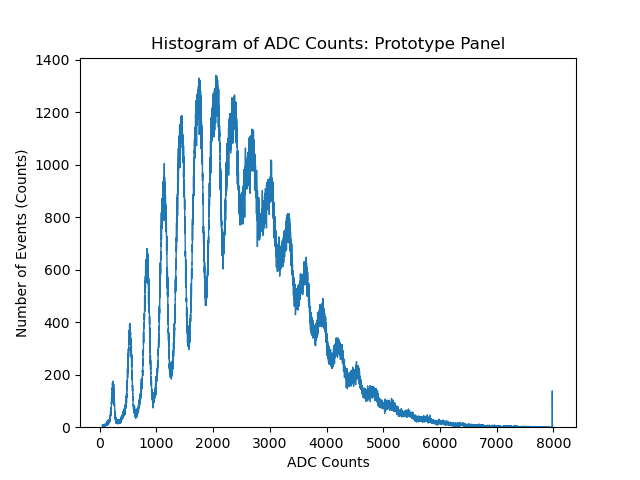 Histogram of ADC Counts: Prototype Panel
1400
1200
1000
800
600
400
200
0
Number of Events (Counts)
0 1000 2000 3000 4000 5000 6000 7000 8000
ADC Counts